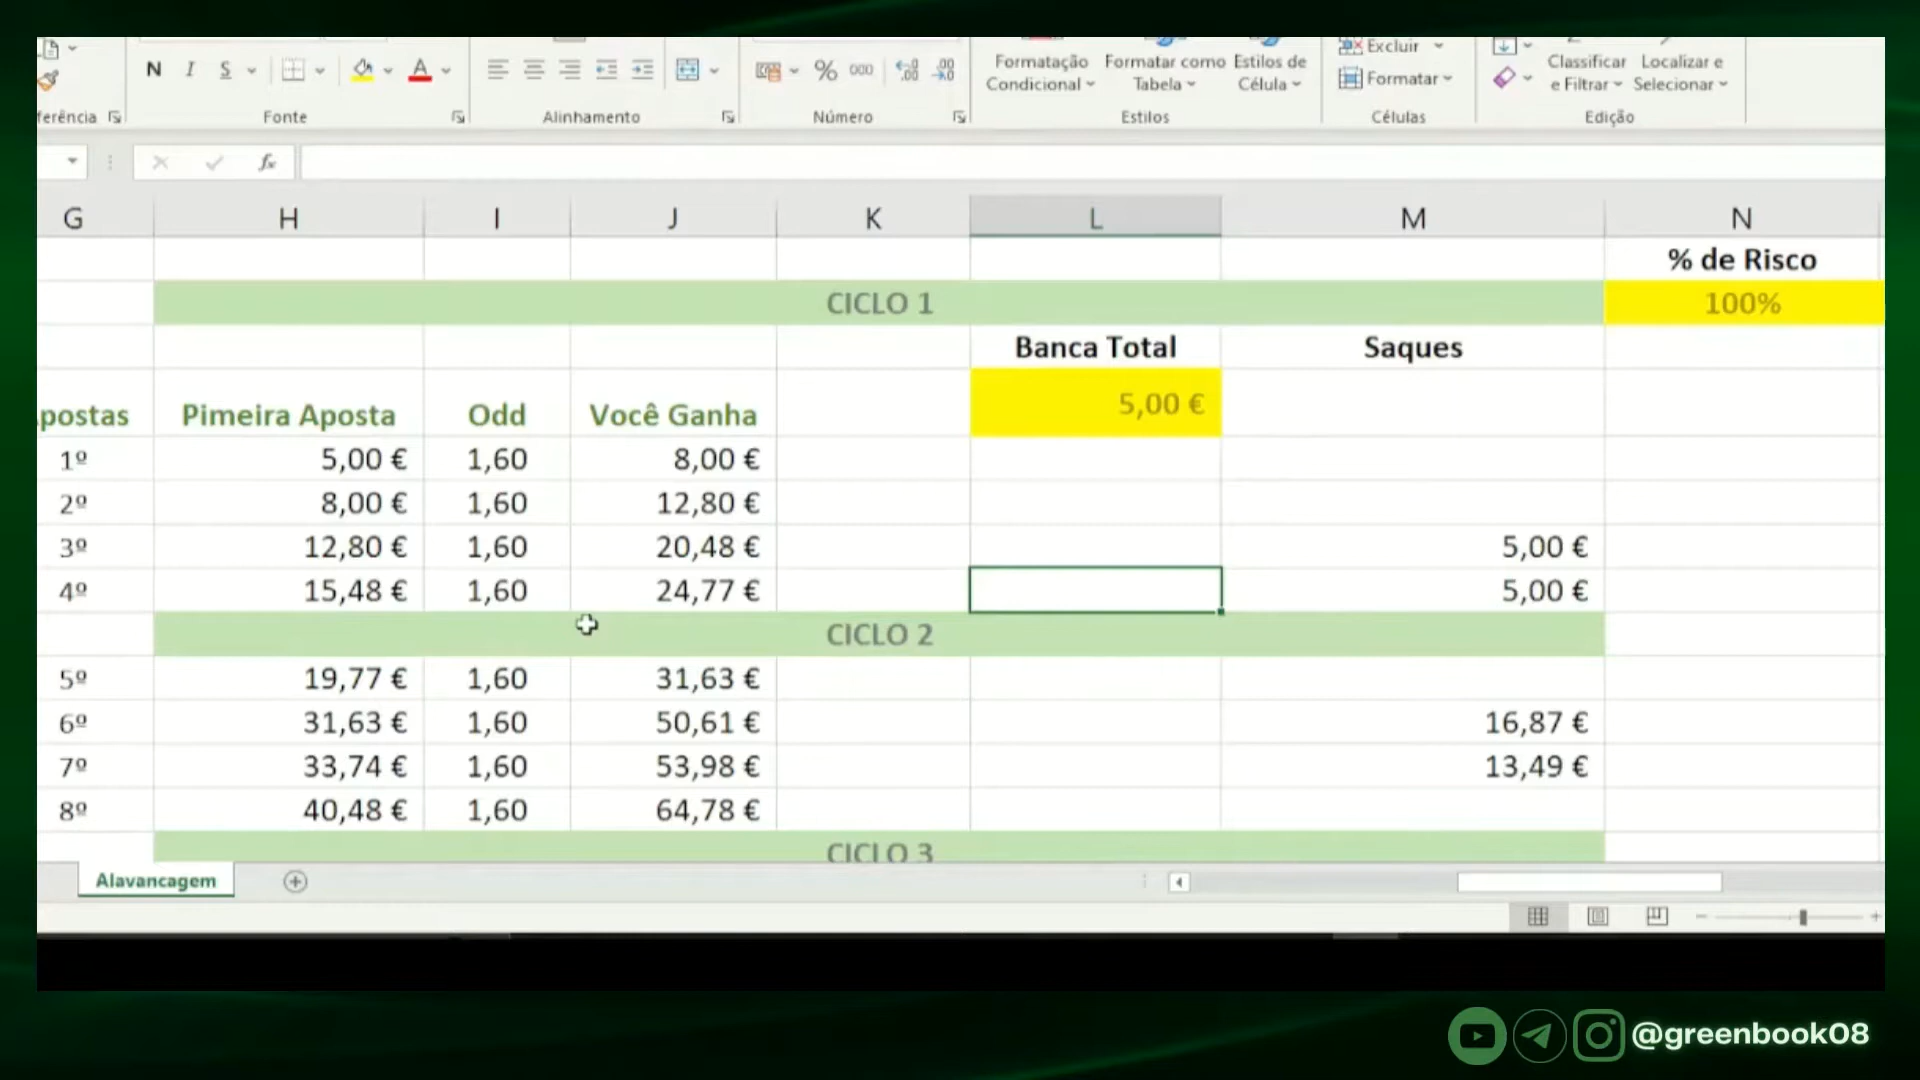 Excluir
Formatação Condicional
Formatar como Tabela
Estilos de Célula
Formatar
Classificar e Filtrar
Localizar e Selecionar
N I S A % 000
ferência
Fonte
Alinhamento
Número
Estilos
Células
Edição
fx
G H I J K L M N
% de Risco
CICLO 1 100%
Banca Total Saques
postas Pimeira Aposta Odd Você Ganha 5,00 €
1º 5,00 € 1,60 8,00 €
2º 8,00 € 1,60 12,80 €
3º 12,80 € 1,60 20,48 € 5,00 €
4º 15,48 € 1,60 24,77 € 5,00 €
CICLO 2
5º 19,77 € 1,60 31,63 €
6º 31,63 € 1,60 50,61 € 16,87 €
7º 33,74 € 1,60 53,98 € 13,49 €
8º 40,48 € 1,60 64,78 €
CICLO 3
Alavancagem
@greenbook08